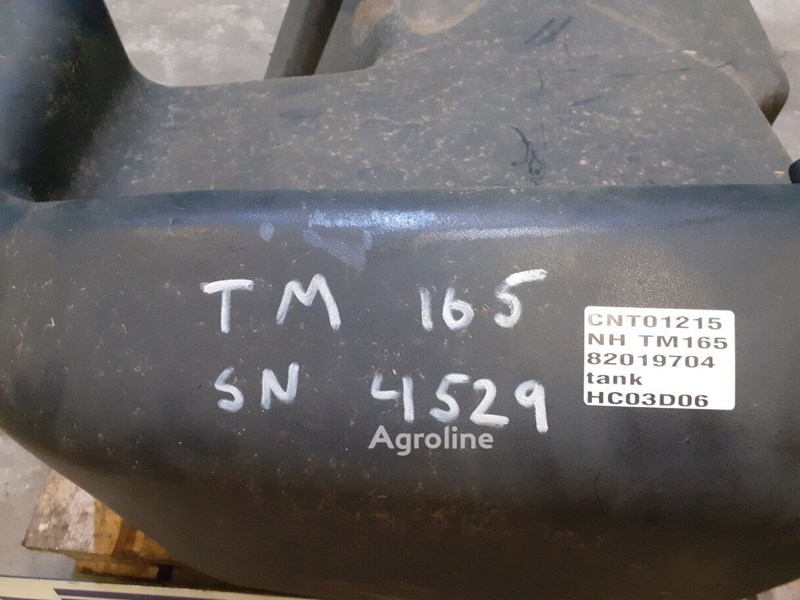 TM 165
SN 4529
CNT01215
NH TM165
82019704
tank
HC03D06
Agroline